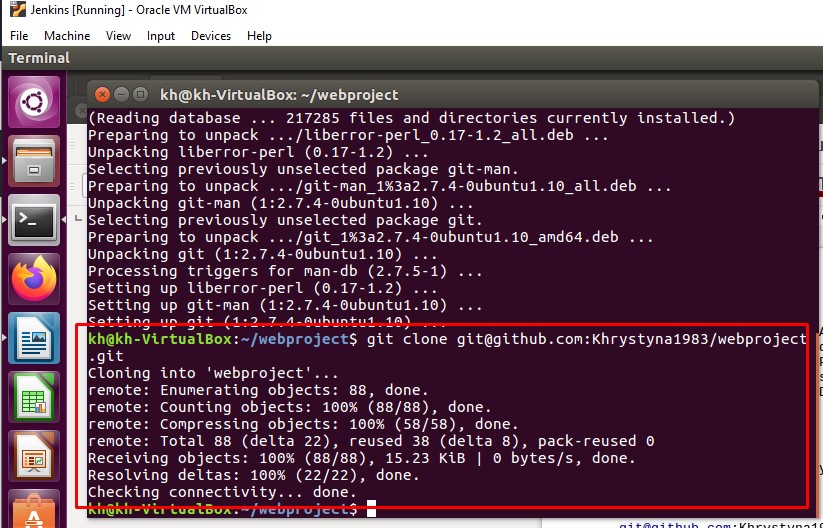 Jenkins [Running] - Oracle VM VirtualBox
File Machine View Input Devices Help
Terminal
kh@kh-VirtualBox: ~/webproject
(Reading database ... 217285 files and directories currently installed.)
Preparing to unpack .../liberror-perl_0.17-1.2_all.deb ...
Unpacking liberror-perl (0.17-1.2) ...
Selecting previously unselected package git-man.
Preparing to unpack .../git-man_1%3a2.7.4-0ubuntu1.10_all.deb ...
Unpacking git-man (1:2.7.4-0ubuntu1.10) ...
Selecting previously unselected package git.
Preparing to unpack .../git_1%3a2.7.4-0ubuntu1.10_amd64.deb ...
Unpacking git (1:2.7.4-0ubuntu1.10) ...
Processing triggers for man-db (2.7.5-1) ...
Setting up liberror-perl (0.17-1.2) ...
Setting up git-man (1:2.7.4-0ubuntu1.10) ...
Setting up git (1:2.7.4-0ubuntu1.10) ...
kh@kh-VirtualBox:~/webproject$ git clone git@github.com:Khrystyna1983/webproject
.git
Cloning into 'webproject'...
remote: Enumerating objects: 88, done.
remote: Counting objects: 100% (88/88), done.
remote: Compressing objects: 100% (58/58), done.
remote: Total 88 (delta 22), reused 38 (delta 8), pack-reused 0
Receiving objects: 100% (88/88), 15.23 KiB | 0 bytes/s, done.
Resolving deltas: 100% (22/22), done.
Checking connectivity... done.
kh@kh-VirtualBox:~/webproject$
git@github.com:Khrystyna19